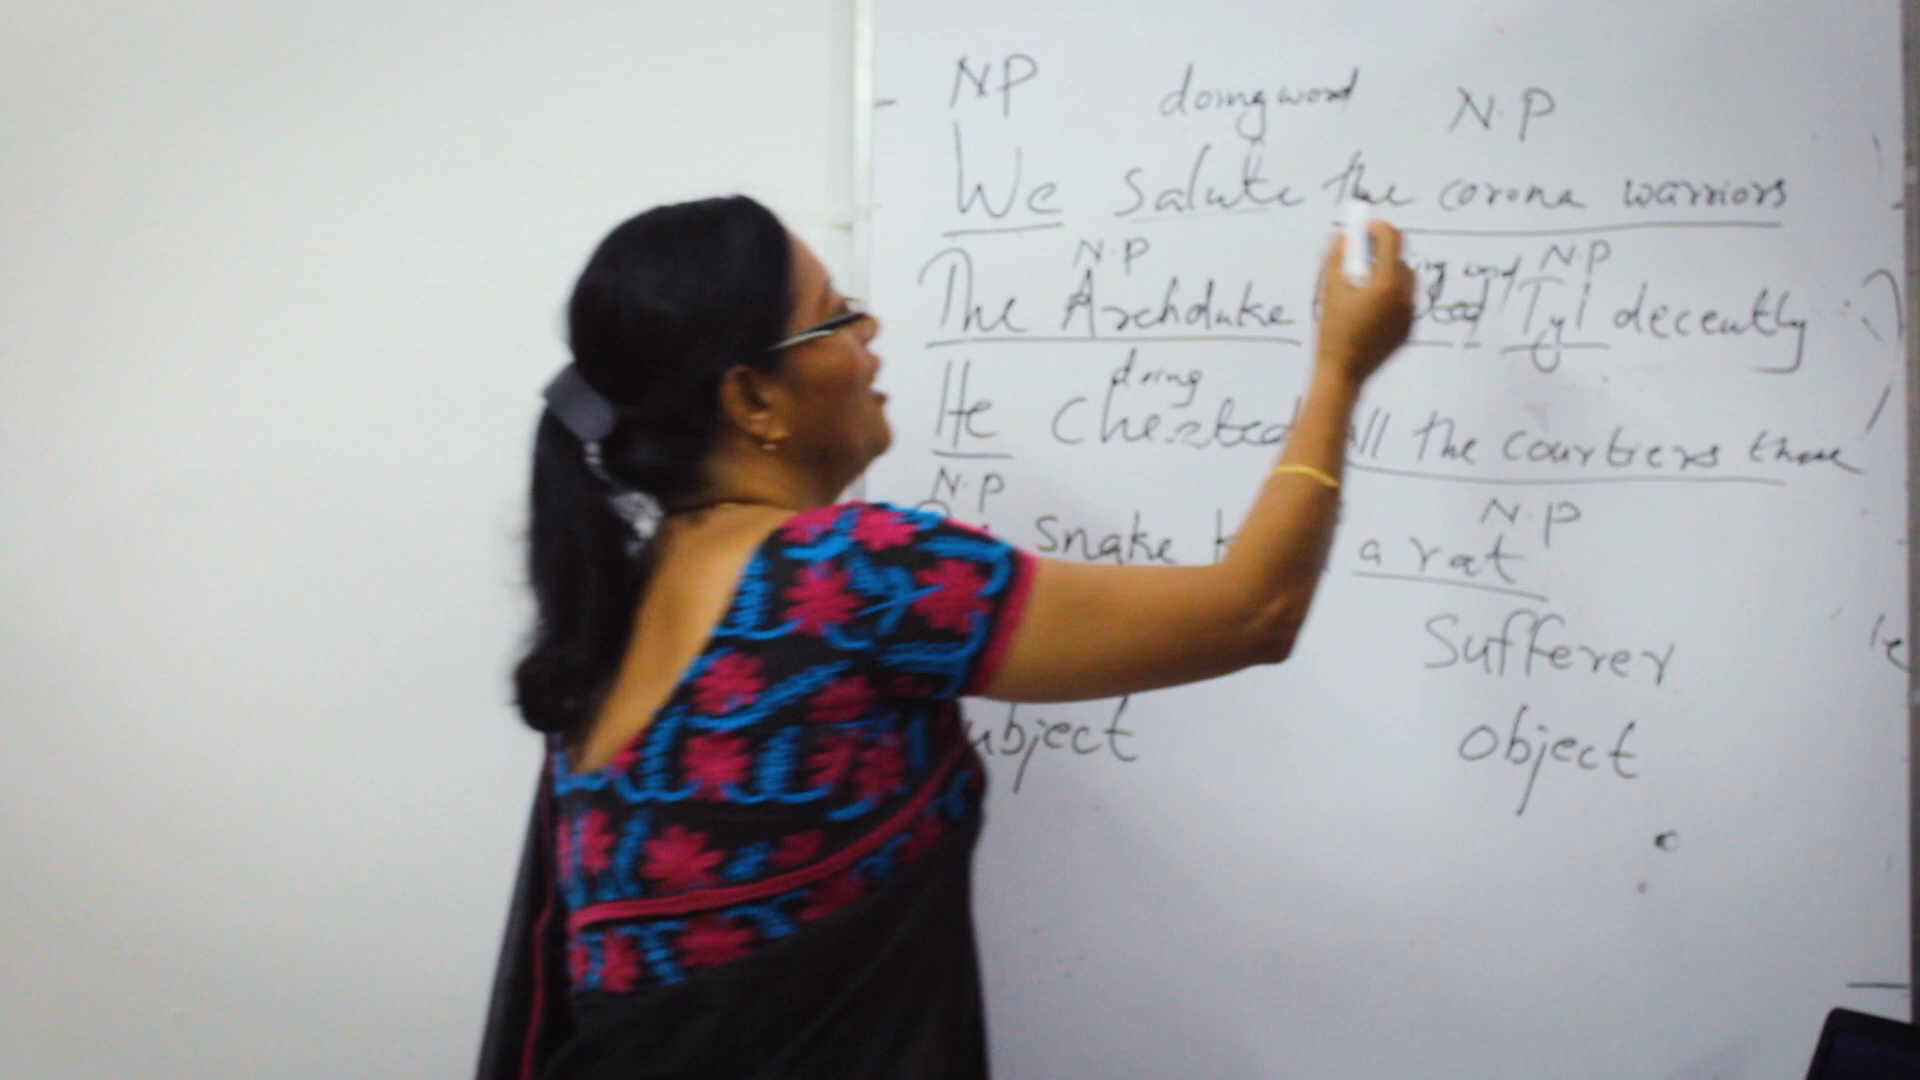 NP doing word N.P
We salute the corona warriors
N.P N.P
The Archduke Tyl decently
doing
He cheated all the courtiers there
N.P N.P
snake a rat
Sufferer
object